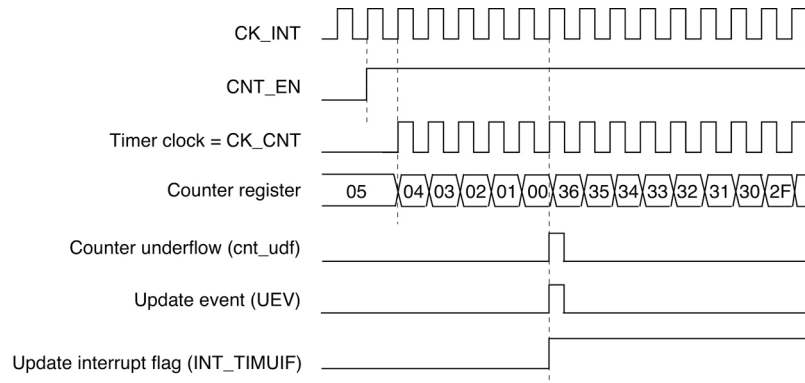 CK_INT
CNT_EN
Timer clock = CK_CNT
Counter register 05 04 03 02 01 00 36 35 34 33 32 31 30 2F
Counter underflow (cnt_udf)
Update event (UEV)
Update interrupt flag (INT_TIMUIF)